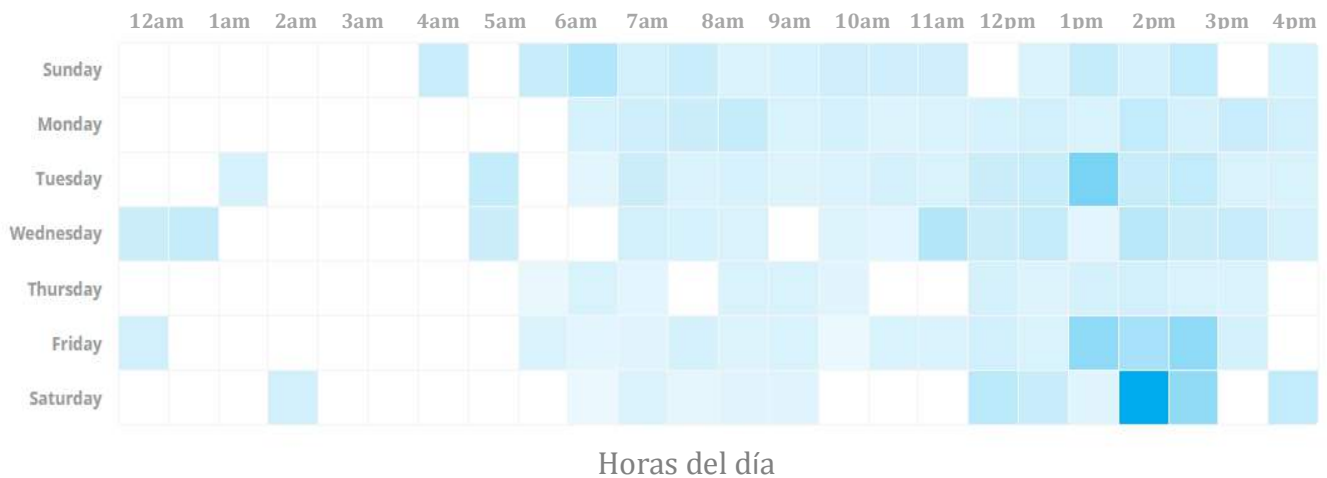 12am 1am 2am 3am 4am 5am 6am 7am 8am 9am 10am 11am 12pm 1pm 2pm 3pm 4pm
Sunday
Monday
Tuesday
Wednesday
Thursday
Friday
Saturday
Horas del día